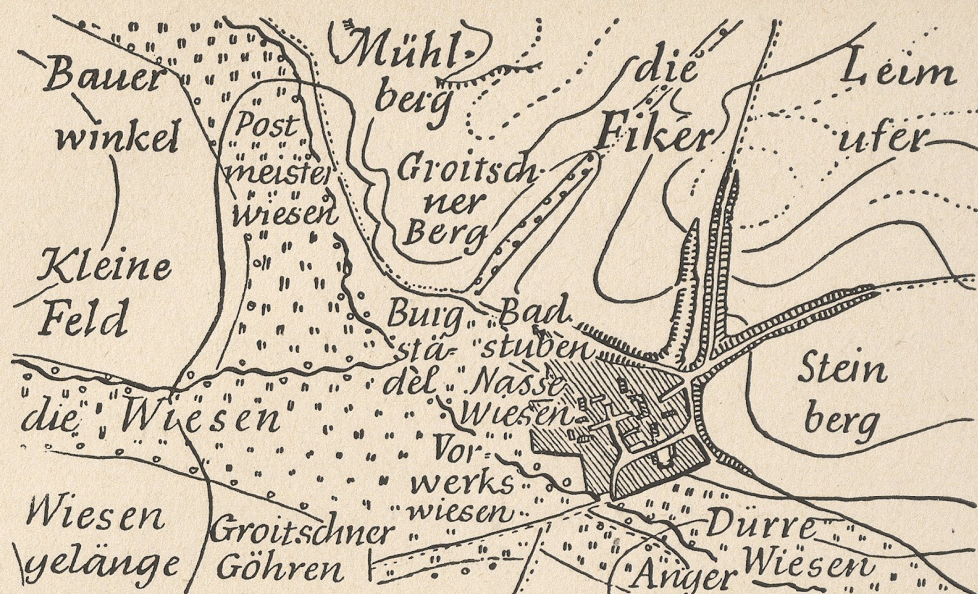 Bauer
winkel
Post
meister
wiesen
Mühl
berg
Groitsch
ner
Berg
die
Fiker
Leim
ufer
Kleine
Feld
Burg
stä-
del
Bad
stuben
Nasse
Wiesen
Stein
berg
die Wiesen
Vor-
werks
wiesen
Wiesen
gelänge
Groitschner
Göhren
Dürre
Wiesen
Anger